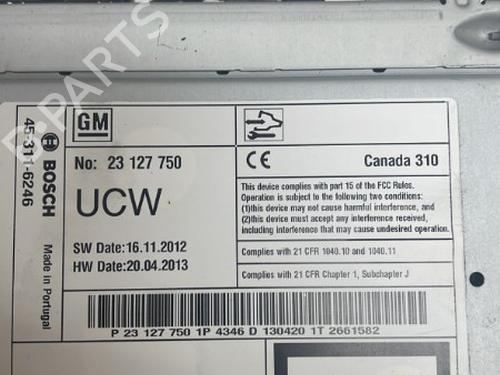 GM
No: 23 127 750
UCW
SW Date:16.11.2012
HW Date:20.04.2013
CE
Canada 310
This device complies with part 15 of the FCC Rules.
Operation is subject to the following two conditions:
(1)this device may not cause harmful interference, and
(2)this device must accept any interference received,
including interference that may cause undesired operation
Complies with 21 CFR 1040.10 and 1040.11
Complies with 21 CFR Chapter 1, Subchapter J
P 23 127 750 1P 4346 D 130420 1T 2661582
BOSCH
Made in Portugal
45-311-6246
B-PARTS